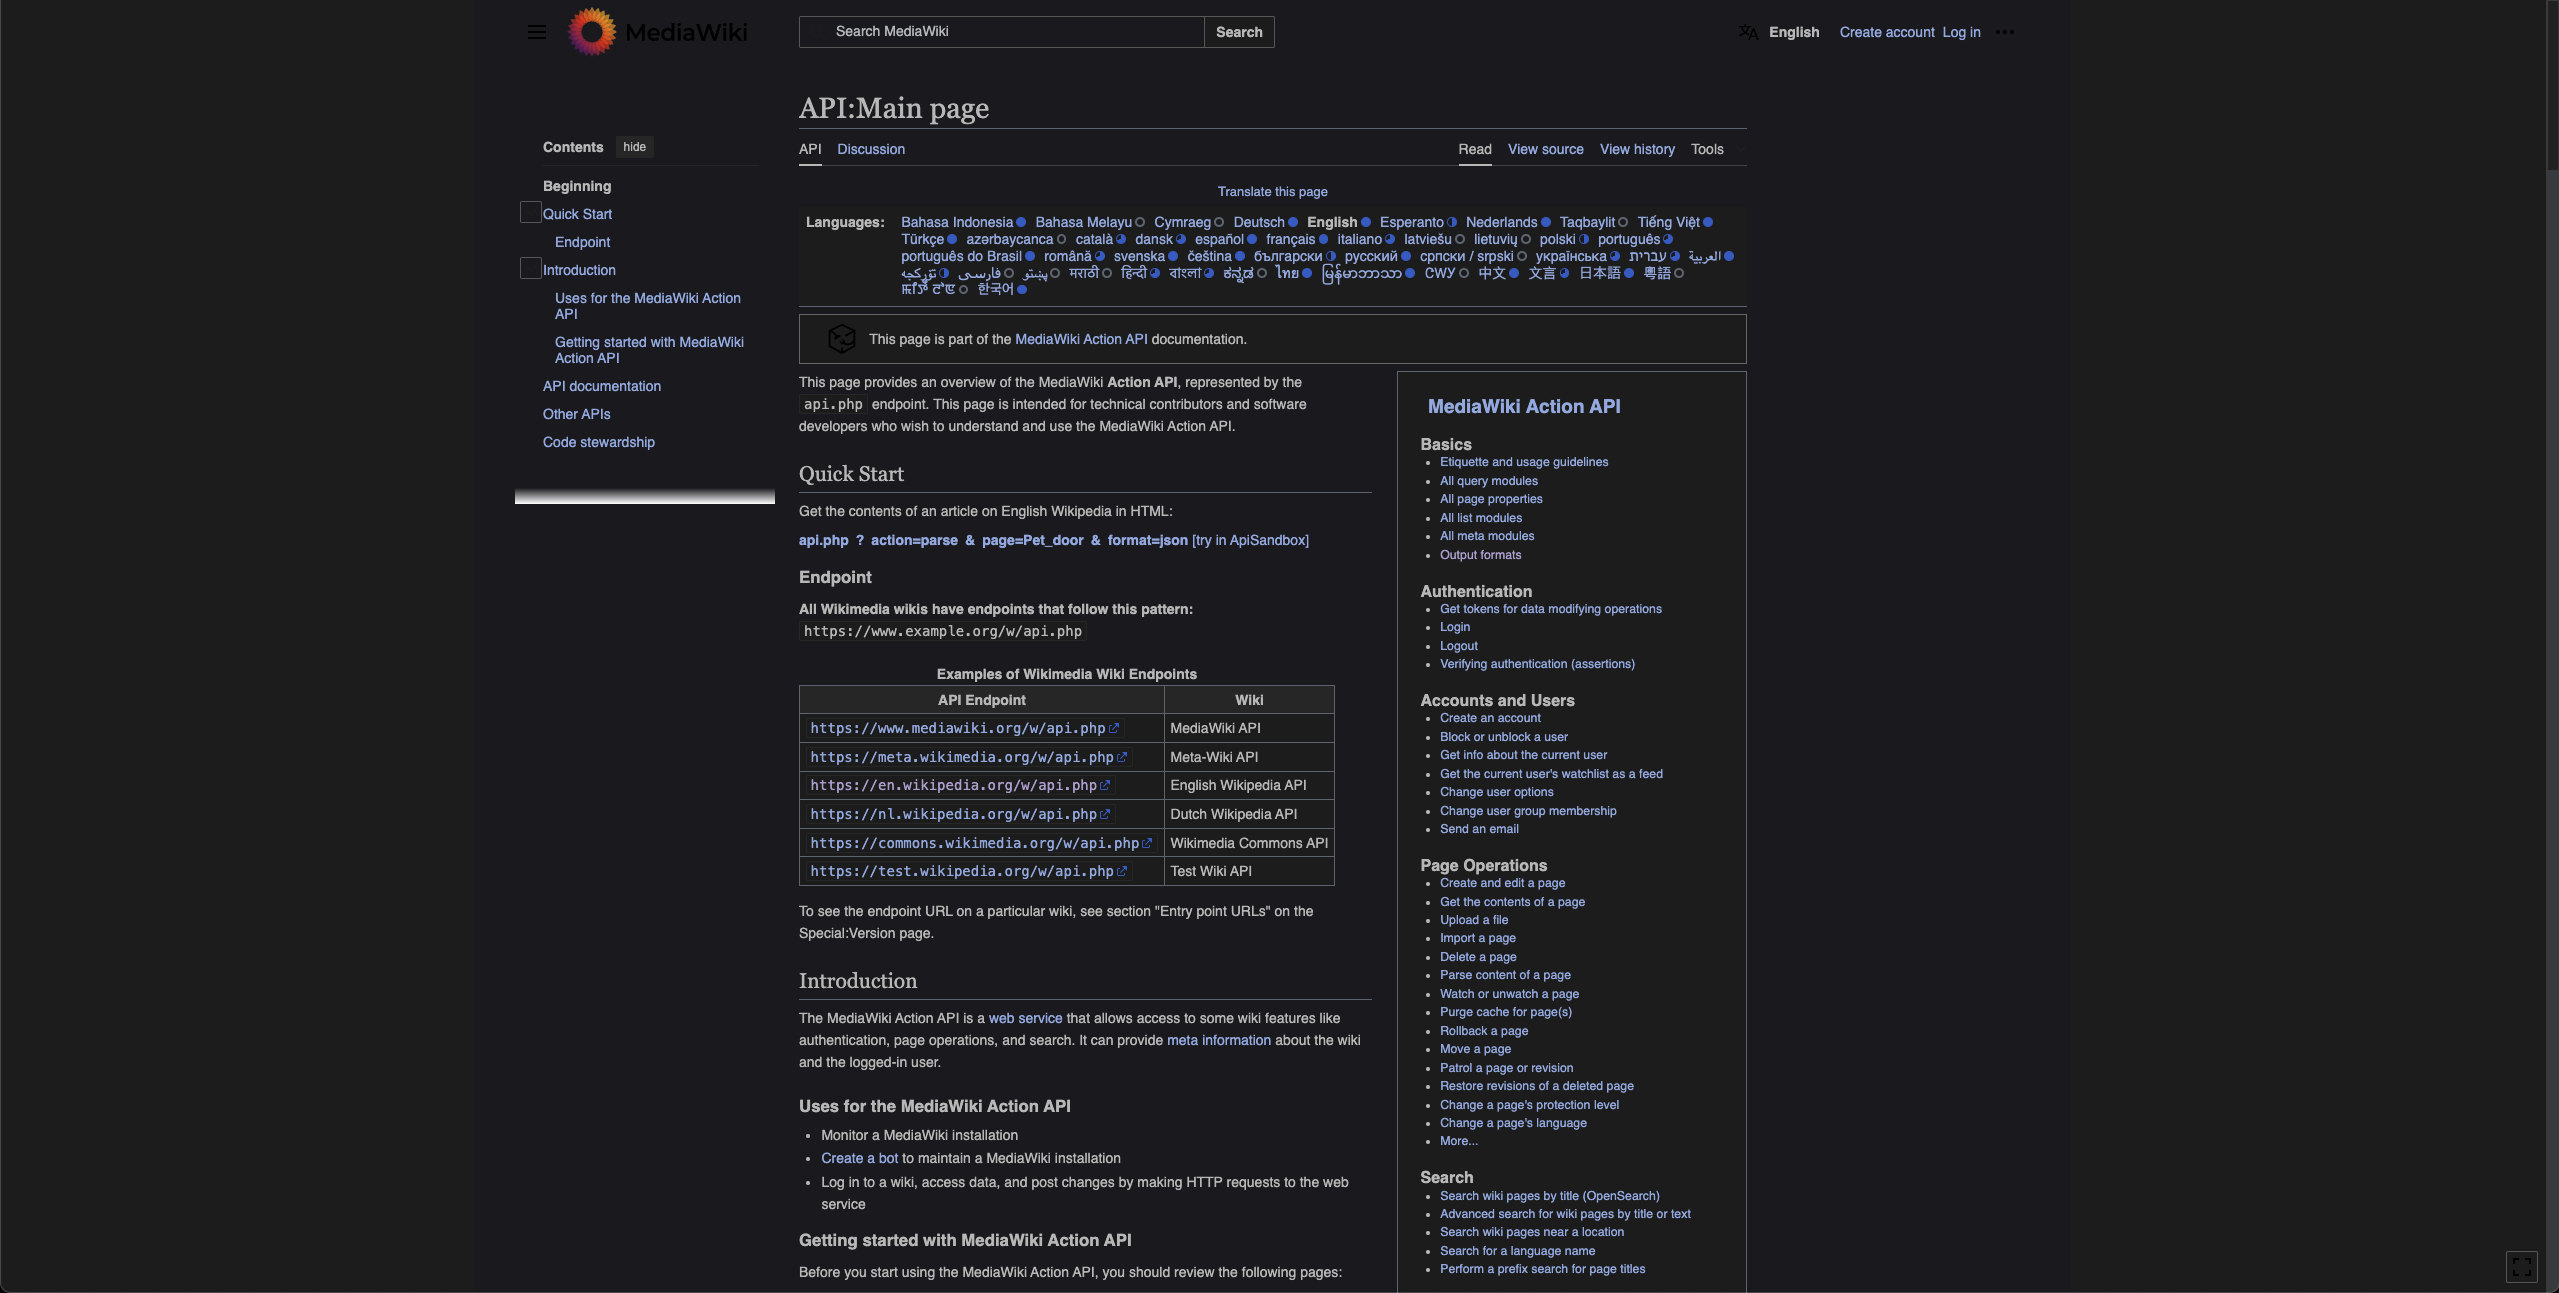 MediaWiki
Search MediaWiki
Search
English
Create account Log in
API:Main page
Contents hide
API Discussion
Read View source View history Tools
Beginning
Quick Start
Endpoint
Introduction
Uses for the MediaWiki Action
API
Getting started with MediaWiki
Action API
API documentation
Other APIs
Code stewardship
Translate this page
Languages: Bahasa Indonesia Bahasa Melayu Cymraeg Deutsch English Esperanto Nederlands Taqbaylit Tiếng Việt
Türkçe azərbaycanca català dansk español français italiano latviešu lietuvių polski português
português do Brasil română svenska čeština български русский српски / srpski українська עברית العربية
تۆرکجه فارسی پښتو मराठी हिन्दी বাংলা ಕನ್ನಡ ไทย မြန်မာဘာသာ ᏣᎳᎩ 中文 文言 日本語 粵語
한국어
This page is part of the MediaWiki Action API documentation.
This page provides an overview of the MediaWiki Action API, represented by the
api.php endpoint. This page is intended for technical contributors and software
developers who wish to understand and use the MediaWiki Action API.
Quick Start
Get the contents of an article on English Wikipedia in HTML:
api.php ? action=parse & page=Pet_door & format=json [try in ApiSandbox]
Endpoint
All Wikimedia wikis have endpoints that follow this pattern:
https://www.example.org/w/api.php
Examples of Wikimedia Wiki Endpoints
API Endpoint Wiki
https://www.mediawiki.org/w/api.php MediaWiki API
https://meta.wikimedia.org/w/api.php Meta-Wiki API
https://en.wikipedia.org/w/api.php English Wikipedia API
https://nl.wikipedia.org/w/api.php Dutch Wikipedia API
https://commons.wikimedia.org/w/api.php Wikimedia Commons API
https://test.wikipedia.org/w/api.php Test Wiki API
To see the endpoint URL on a particular wiki, see section "Entry point URLs" on the
Special:Version page.
Introduction
The MediaWiki Action API is a web service that allows access to some wiki features like
authentication, page operations, and search. It can provide meta information about the wiki
and the logged-in user.
Uses for the MediaWiki Action API
Monitor a MediaWiki installation
Create a bot to maintain a MediaWiki installation
Log in to a wiki, access data, and post changes by making HTTP requests to the web
service
Getting started with MediaWiki Action API
Before you start using the MediaWiki Action API, you should review the following pages:
MediaWiki Action API
Basics
Etiquette and usage guidelines
All query modules
All page properties
All list modules
All meta modules
Output formats
Authentication
Get tokens for data modifying operations
Login
Logout
Verifying authentication (assertions)
Accounts and Users
Create an account
Block or unblock a user
Get info about the current user
Get the current user's watchlist as a feed
Change user options
Change user group membership
Send an email
Page Operations
Create and edit a page
Get the contents of a page
Upload a file
Import a page
Delete a page
Parse content of a page
Watch or unwatch a page
Purge cache for page(s)
Rollback a page
Move a page
Patrol a page or revision
Restore revisions of a deleted page
Change a page's protection level
Change a page's language
More...
Search
Search wiki pages by title (OpenSearch)
Advanced search for wiki pages by title or text
Search wiki pages near a location
Search for a language name
Perform a prefix search for page titles